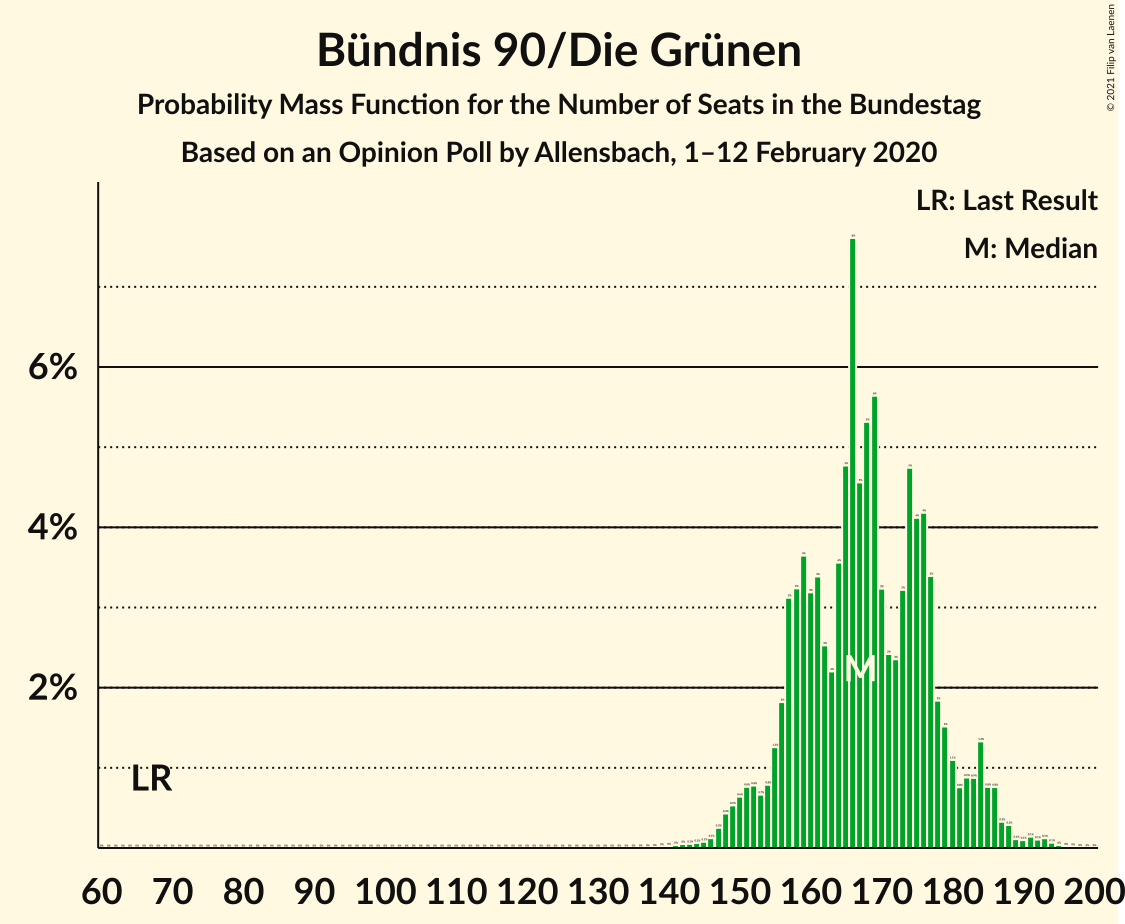 Bündnis 90/Die Grünen
Probability Mass Function for the Number of Seats in the Bundestag
Based on an Opinion Poll by Allensbach, 1–12 February 2020
© 2021 Filip van Laenen
LR: Last Result
M: Median
6%
4%
2%
LR
M
60 70 80 90 100 110 120 130 140 150 160 170 180 190 200